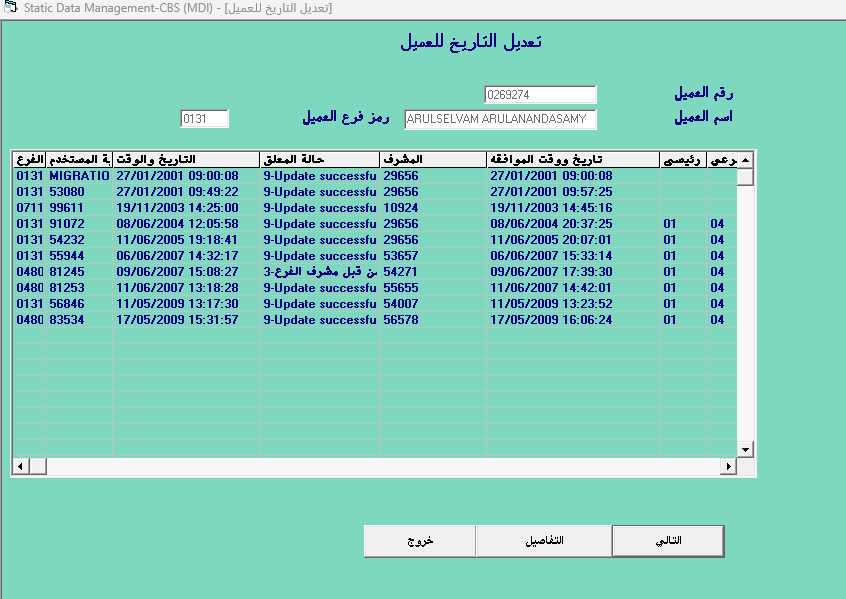 Static Data Management-CBS (MDI) - [تعديل التاريخ للعميل]
تعديل التاريخ للعميل
رقم العميل 0269274
اسم العميل ARULSELVAM ARULANANDASAMY رمز فرع العميل 0131
الفرع ة المستخدم التاريخ والوقت حالة المعلق المشرف تاريخ ووقت الموافقه رئيسي رعي
0131 MIGRATIO 27/01/2001 09:00:08 9-Update successfu 29656 27/01/2001 09:00:08
0131 53080 27/01/2001 09:49:22 9-Update successfu 29656 27/01/2001 09:57:25
0711 99611 19/11/2003 14:25:00 9-Update successfu 10924 19/11/2003 14:45:16
0131 91072 08/06/2004 12:05:58 9-Update successfu 29656 08/06/2004 20:37:25 01 04
0131 54232 11/06/2005 19:18:41 9-Update successfu 29656 11/06/2005 20:07:01 01 04
0131 55944 06/06/2007 14:32:17 9-Update successfu 53657 06/06/2007 15:33:14 01 04
0480 81245 09/06/2007 15:08:27 3-من قبل مشرف الفرع 54271 09/06/2007 17:39:30 01 04
0480 81253 11/06/2007 13:18:28 9-Update successfu 55655 11/06/2007 14:42:01 01 04
0131 56846 11/05/2009 13:17:30 9-Update successfu 54007 11/05/2009 13:23:52 01 04
0480 83534 17/05/2009 15:31:57 9-Update successfu 56578 17/05/2009 16:06:24 01 04
التالي التفاصيل خروج